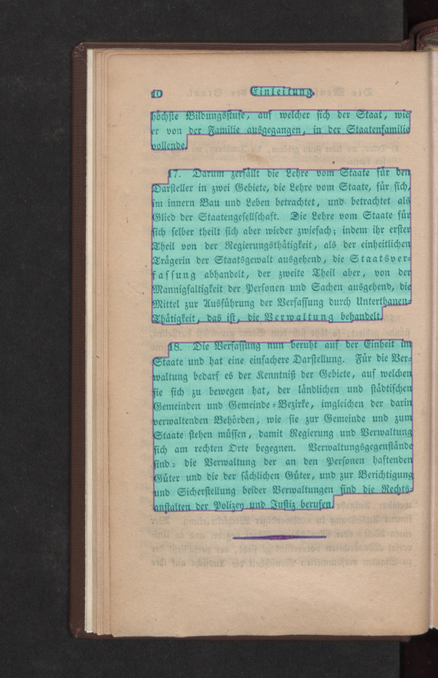 Einleitung.
höchste Bildungsstufe, auf welcher sich der Staat, wie
er von der Familie ausgegangen, in der Staatenfamilie
vollende.
17. Darum zerfällt die Lehre vom Staate für den
Darsteller in zwei Gebiete, die Lehre vom Staate, für sich,
im innern Bau und Leben betrachtet, und betrachtet als
Glied der Staatengesellschaft. Die Lehre vom Staate für
sich selber theilt sich aber wieder zwiefach; indem ihr erster
Theil von der Regierungsthätigkeit, als der einheitlichen
Trägerin der Staatsgewalt ausgehend, die Staatsver-
fassung abhandelt, der zweite Theil aber, von der
Mannigfaltigkeit der Personen und Sachen ausgehend, die
Mittel zur Ausführung der Verfassung durch Unterthanen-
Thätigkeit, das ist, die Verwaltung behandelt.
18. Die Verfassung nun beruht auf der Einheit im
Staate und hat eine einfachere Darstellung. Für die Ver-
waltung bedarf es der Kenntniß der Gebiete, auf welchen
sie sich zu bewegen hat, der ländlichen und städtischen
Gemeinden und Gemeinde-Bezirke, imgleichen der darin
verwaltenden Behörden, wie sie zur Gemeinde und zum
Staate stehen müssen, damit Regierung und Verwaltung
sich am rechten Orte begegnen. Verwaltungsgegenstände
sind: die Verwaltung der an den Personen haftenden
Güter und die der sächlichen Güter, und zur Berichtigung
und Sicherstellung beider Verwaltungen sind die Rechts-
anstalten der Polizey und Justiz berufen.